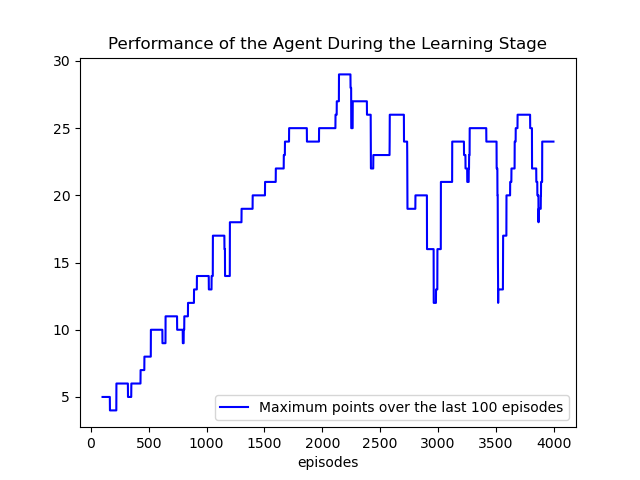 Performance of the Agent During the Learning Stage
30
25
20
15
10
5
Maximum points over the last 100 episodes
0 500 1000 1500 2000 2500 3000 3500 4000
episodes